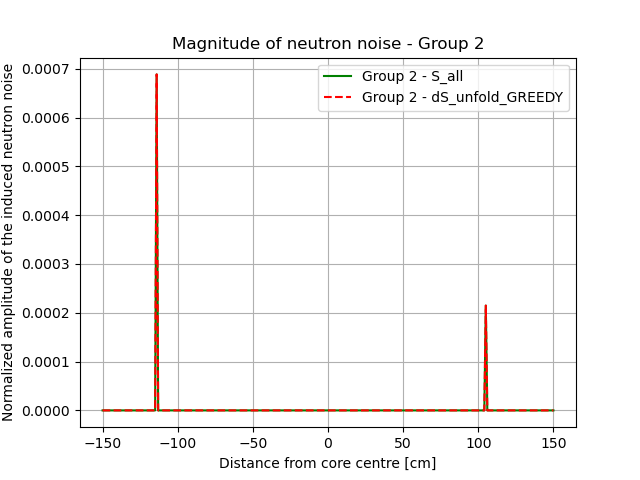 Magnitude of neutron noise - Group 2
Group 2 - S_all
Group 2 - dS_unfold_GREEDY
Normalized amplitude of the induced neutron noise
0.0007
0.0006
0.0005
0.0004
0.0003
0.0002
0.0001
0.0000
−150 −100 −50 0 50 100 150
Distance from core centre [cm]